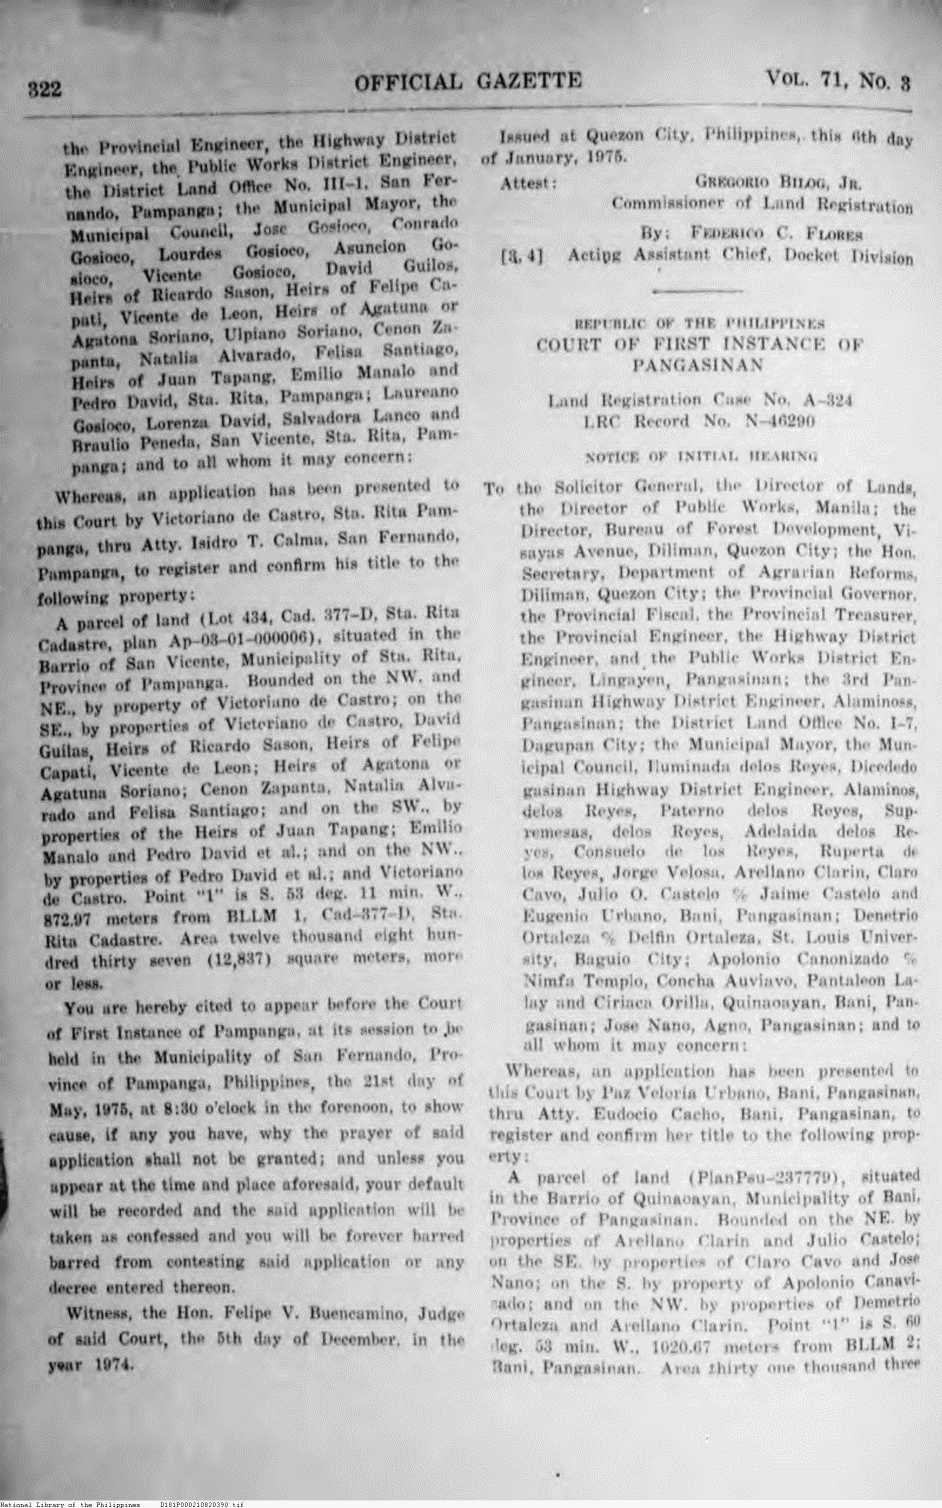 322
OFFICIAL GAZETTE
VOL. 71, No. 3
the Provincial Engineer, the Highway District
Engineer, the Public Works District Engineer,
the District Land Office No. III-1, San Fer-
nando, Pampanga; the Municipal Mayor, the
Municipal Council, Jose Gosioco, Conrado
Gosioco, Lourdes Gosioco, Asuncion Go-
sioco, Vicente Gosioco, David Guilos,
Heirs of Ricardo Sason, Heirs of Felipe Ca-
pati, Vicente de Leon, Heirs of Agatuna or
Agatona Soriano, Ulpiano Soriano, Cenon Za-
panta, Natalia Alvarado, Felisa Santiago,
Heirs of Juan Tapang, Emilio Manalo and
Pedro David, Sta. Rita, Pampanga; Laureano
Gosioco, Lorenza David, Salvadora Lanco and
Braulio Peneda, San Vicente, Sta. Rita, Pam-
panga; and to all whom it may concern:
Whereas, an application has been presented to
this Court by Victoriano de Castro, Sta. Rita Pam-
panga, thru Atty. Isidro T. Calma, San Fernando,
Pampanga, to register and confirm his title to the
following property:
A parcel of land (Lot 434, Cad. 377-D, Sta. Rita
Cadastre, plan Ap-03-01-000006), situated in the
Barrio of San Vicente, Municipality of Sta. Rita,
Province of Pampanga. Bounded on the NW. and
NE., by property of Victoriano de Castro; on the
SE., by properties of Victoriano de Castro, David
Guilas, Heirs of Ricardo Sason, Heirs of Felipe
Capati, Vicente de Leon; Heirs of Agatona or
Agatuna Soriano; Cenon Zapanta, Natalia Alva-
rado and Felisa Santiago; and on the SW., by
properties of the Heirs of Juan Tapang; Emilio
Manalo and Pedro David et al.; and on the NW.,
by properties of Pedro David et al.; and Victoriano
de Castro. Point "1" is S. 53 deg. 11 min. W.,
872.97 meters from BLLM 1, Cad-377-D, Sta.
Rita Cadastre. Area twelve thousand eight hun-
dred thirty seven (12,837) square meters, more
or less.
You are hereby cited to appear before the Court
of First Instance of Pampanga, at its session to be
held in the Municipality of San Fernando, Pro-
vince of Pampanga, Philippines, the 21st day of
May, 1975, at 8:30 o'clock in the forenoon, to show
cause, if any you have, why the prayer of said
application shall not be granted; and unless you
appear at the time and place aforesaid, your default
will be recorded and the said application will be
taken as confessed and you will be forever barred
barred from contesting said application or any
decree entered thereon.
Witness, the Hon. Felipe V. Buencamino, Judge
of said Court, the 5th day of December, in the
year 1974.
Issued at Quezon City, Philippines, this 6th day
of January, 1975.
Attest: GREGORIO BILOG, JR.
Commissioner of Land Registration
By: FEDERICO C. FLORES
[3, 4] Acting Assistant Chief, Docket Division
REPUBLIC OF THE PHILIPPINES
COURT OF FIRST INSTANCE OF
PANGASINAN
Land Registration Case No. A-324
LRC Record No. N-46290
NOTICE OF INITIAL HEARING
To the Solicitor General, the Director of Lands,
the Director of Public Works, Manila; the
Director, Bureau of Forest Development, Vi-
sayas Avenue, Diliman, Quezon City; the Hon.
Secretary, Department of Agrarian Reforms,
Diliman, Quezon City; the Provincial Governor,
the Provincial Fiscal, the Provincial Treasurer,
the Provincial Engineer, the Highway District
Engineer, and the Public Works District En-
gineer, Lingayen, Pangasinan; the 3rd Pan-
gasinan Highway District Engineer, Alaminoss,
Pangasinan; the District Land Office No. I-7,
Dagupan City; the Municipal Mayor, the Mun-
icipal Council, Iluminada delos Reyes, Dicededo
gasinan Highway District Engineer, Alaminos,
delos Reyes, Paterno delos Reyes, Sup-
remesas, delos Reyes, Adelaida delos Re-
yes, Consuelo de los Reyes, Ruperta de
los Reyes, Jorge Velosa, Arellano Clarin, Claro
Cavo, Julio O. Castelo % Jaime Castelo and
Eugenio Urbano, Bani, Pangasinan; Denetrio
Ortaleza % Delfin Ortaleza, St. Louis Univer-
sity, Baguio City; Apolonio Canonizado %
Nimfa Templo, Concha Auviavo, Pantaleon La-
lay and Ciriaca Orilla, Quinaoayan, Bani, Pan-
gasinan; Jose Nano, Agno, Pangasinan; and to
all whom it may concern:
Whereas, an application has been presented to
this Court by Paz Veloria Urbano, Bani, Pangasinan,
thru Atty. Eudocio Cacho, Bani, Pangasinan, to
register and confirm her title to the following prop-
erty:
A parcel of land (PlanPsu-237779), situated
in the Barrio of Quinaoayan, Municipality of Bani,
Province of Pangasinan. Bounded on the NE. by
properties of Arellano Clarin and Julio Castelo;
on the SE. by properties of Claro Cavo and Jose
Nano; on the S. by property of Apolonio Canavi-
sado; and on the NW. by properties of Demetrio
Ortaleza and Arellano Clarin. Point "1" is S. 60
deg. 53 min. W., 1020.67 meters from BLLM 2;
Bani, Pangasinan. Area thirty one thousand three
National Library of the Philippines D181P000210820390.tif